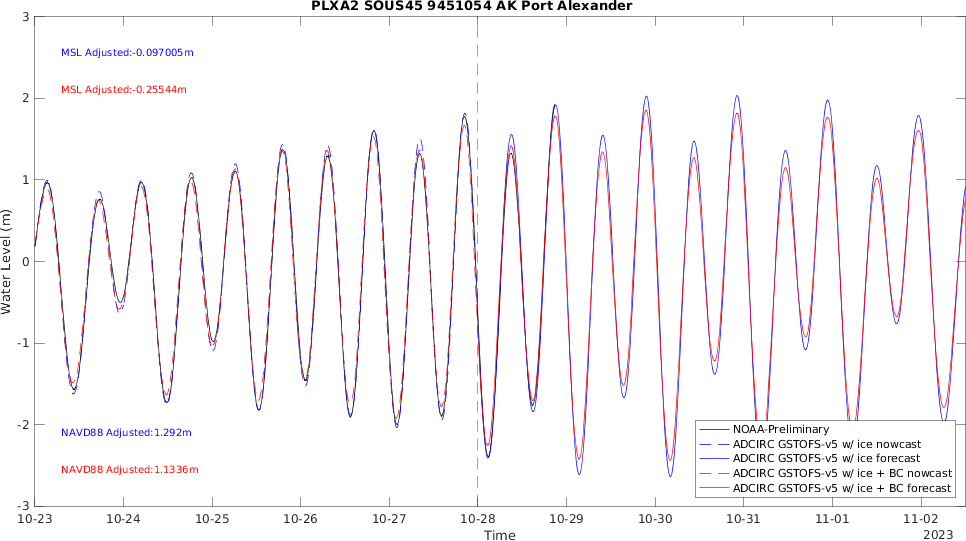 PLXA2 SOUS45 9451054 AK Port Alexander
3
2
1
0
-1
-2
-3
Water Level (m)
MSL Adjusted:-0.097005m
MSL Adjusted:-0.25544m
NAVD88 Adjusted:1.292m
NAVD88 Adjusted:1.1336m
NOAA-Preliminary
ADCIRC GSTOFS-v5 w/ ice nowcast
ADCIRC GSTOFS-v5 w/ ice forecast
ADCIRC GSTOFS-v5 w/ ice + BC nowcast
ADCIRC GSTOFS-v5 w/ ice + BC forecast
10-23 10-24 10-25 10-26 10-27 10-28 10-29 10-30 10-31 11-01 11-02
Time
2023